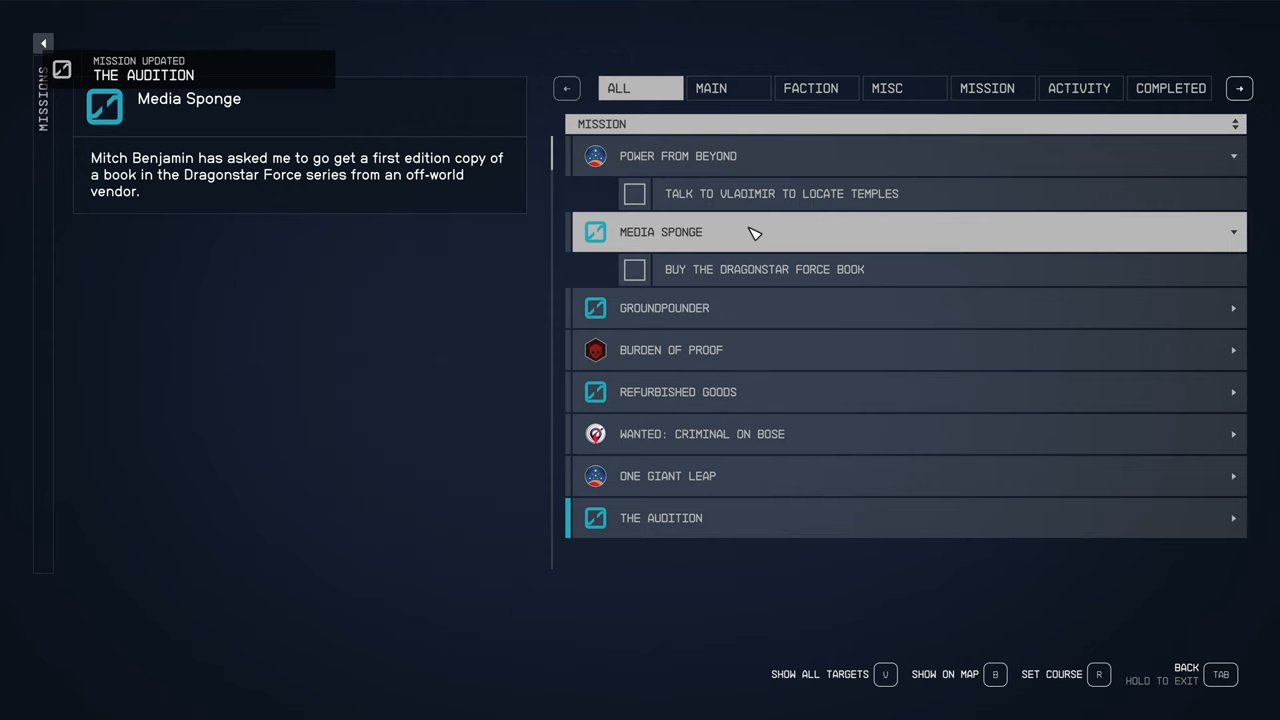 MISSION UPDATED
THE AUDITION
MISSIONS
Media Sponge
Mitch Benjamin has asked me to go get a first edition copy of
a book in the Dragonstar Force series from an off-world
vendor.
ALL MAIN FACTION MISC MISSION ACTIVITY COMPLETED
MISSION
POWER FROM BEYOND
TALK TO VLADIMIR TO LOCATE TEMPLES
MEDIA SPONGE
BUY THE DRAGONSTAR FORCE BOOK
GROUNDPOUNDER
BURDEN OF PROOF
REFURBISHED GOODS
WANTED: CRIMINAL ON BOSE
ONE GIANT LEAP
THE AUDITION
SHOW ALL TARGETS V SHOW ON MAP B SET COURSE R BACK TAB
HOLD TO EXIT